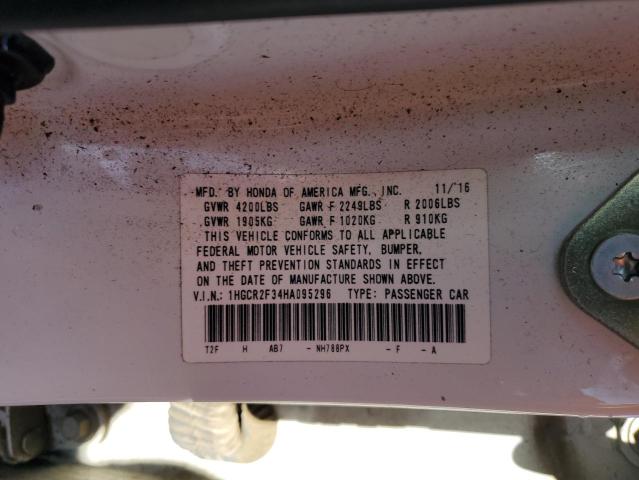 MFD. BY HONDA OF AMERICA MFG., INC. 11/16
GVWR 4200LBS GAWR F 2249LBS R 2006LBS
GVWR 1905KG GAWR F 1020KG R 910KG
THIS VEHICLE CONFORMS TO ALL APPLICABLE
FEDERAL MOTOR VEHICLE SAFETY, BUMPER,
AND THEFT PREVENTION STANDARDS IN EFFECT
ON THE DATE OF MANUFACTURE SHOWN ABOVE.
V.I.N.: 1HGCR2F34HA095296 TYPE: PASSENGER CAR
T2F H AB7 - NH788PX - F - A